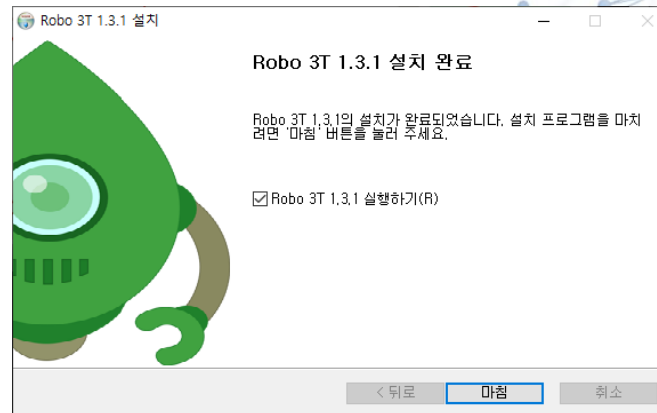 Robo 3T 1.3.1 설치
Robo 3T 1.3.1 설치 완료
Robo 3T 1.3.1의 설치가 완료되었습니다. 설치 프로그램을 마치
려면 '마침' 버튼을 눌러 주세요.
Robo 3T 1.3.1 실행하기(R)
< 뒤로 마침 취소